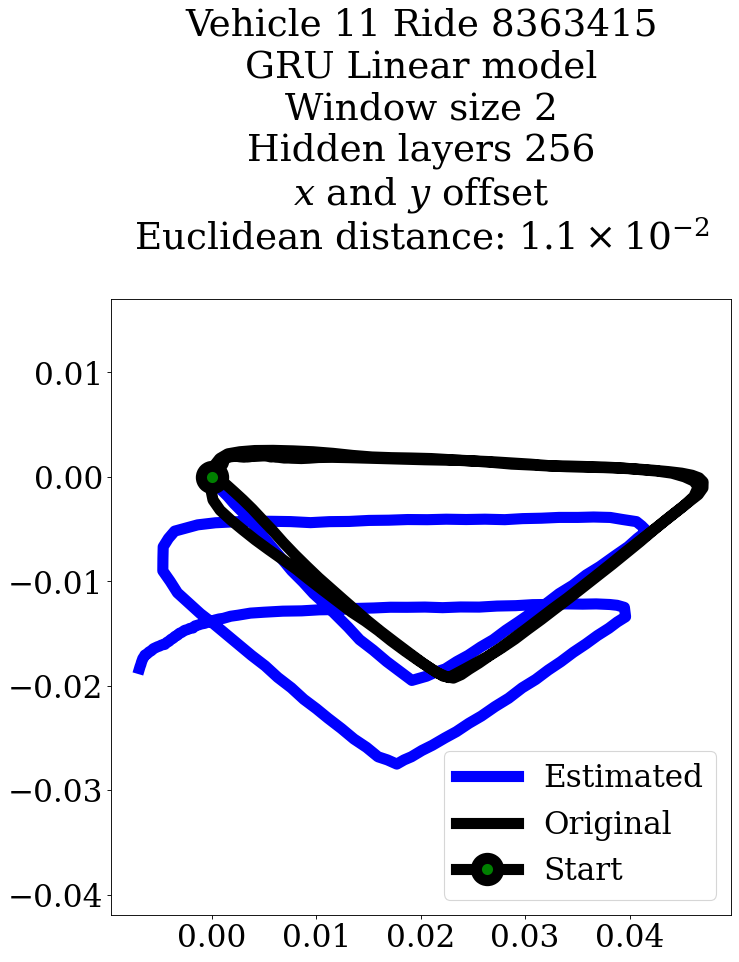 Vehicle 11 Ride 8363415
GRU Linear model
Window size 2
Hidden layers 256
x and y offset
Euclidean distance: 1.1 × 10⁻²
0.01
0.00
−0.01
−0.02
−0.03
−0.04
Estimated
Original
Start
0.00 0.01 0.02 0.03 0.04